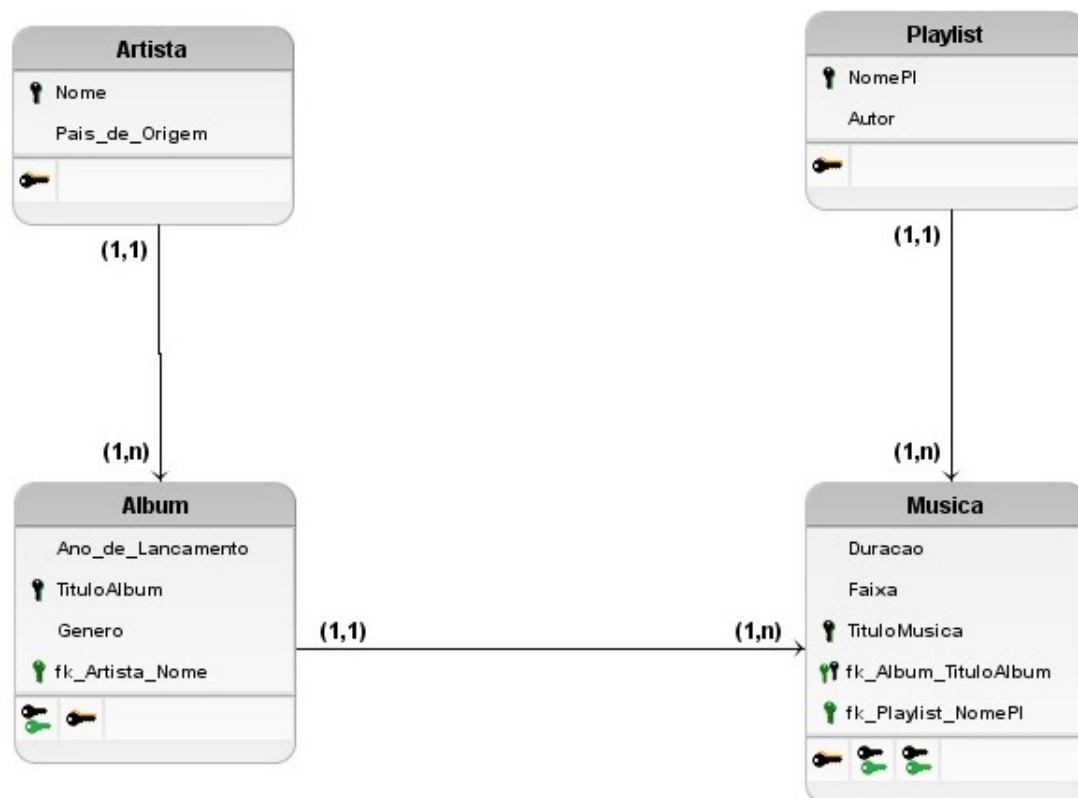 Artista
Nome
Pais_de_Origem
(1,1)
(1,n)
Playlist
NomePl
Autor
(1,1)
(1,n)
Album
Ano_de_Lancamento
TituloAlbum
Genero
fk_Artista_Nome
(1,1)
(1,n)
Musica
Duracao
Faixa
TituloMusica
fk_Album_TituloAlbum
fk_Playlist_NomePl